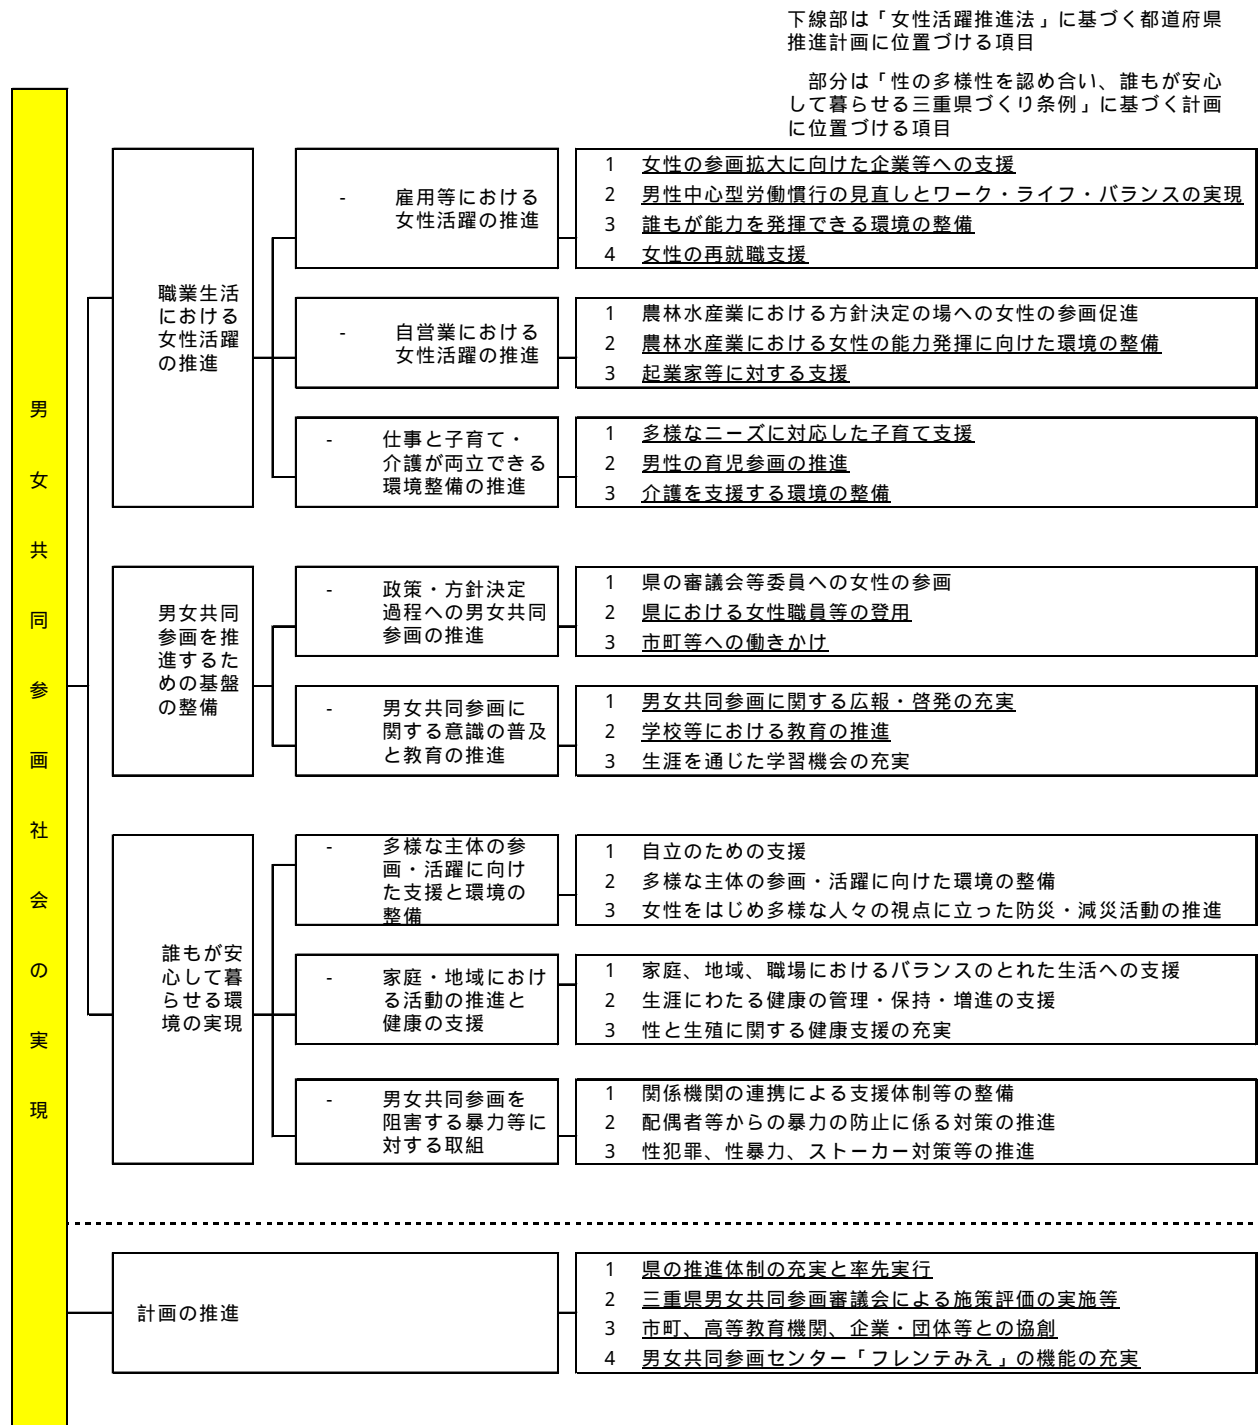 下線部は「女性活躍推進法」に基づく都道府県
推進計画に位置づける項目
部分は「性の多様性を認め合い、誰もが安心
して暮らせる三重県づくり条例」に基づく計画
に位置づける項目
男女共同参画社会の実現
職業生活
における
女性活躍
の推進
- 雇用等における
女性活躍の推進
1 女性の参画拡大に向けた企業等への支援
2 男性中心型労働慣行の見直しとワーク・ライフ・バランスの実現
3 誰もが能力を発揮できる環境の整備
4 女性の再就職支援
- 自営業における
女性活躍の推進
1 農林水産業における方針決定の場への女性の参画促進
2 農林水産業における女性の能力発揮に向けた環境の整備
3 起業家等に対する支援
- 仕事と子育て・
介護が両立できる
環境整備の推進
1 多様なニーズに対応した子育て支援
2 男性の育児参画の推進
3 介護を支援する環境の整備
男女共同
参画を推
進するた
めの基盤
の整備
- 政策・方針決定
過程への男女共同
参画の推進
1 県の審議会等委員への女性の参画
2 県における女性職員等の登用
3 市町等への働きかけ
- 男女共同参画に
関する意識の普及
と教育の推進
1 男女共同参画に関する広報・啓発の充実
2 学校等における教育の推進
3 生涯を通じた学習機会の充実
誰もが安
心して暮
らせる環
境の実現
- 多様な主体の参
画・活躍に向け
た支援と環境の
整備
1 自立のための支援
2 多様な主体の参画・活躍に向けた環境の整備
3 女性をはじめ多様な人々の視点に立った防災・減災活動の推進
- 家庭・地域におけ
る活動の推進と
健康の支援
1 家庭、地域、職場におけるバランスのとれた生活への支援
2 生涯にわたる健康の管理・保持・増進の支援
3 性と生殖に関する健康支援の充実
- 男女共同参画を
阻害する暴力等に
対する取組
1 関係機関の連携による支援体制等の整備
2 配偶者等からの暴力の防止に係る対策の推進
3 性犯罪、性暴力、ストーカー対策等の推進
計画の推進
1 県の推進体制の充実と率先実行
2 三重県男女共同参画審議会による施策評価の実施等
3 市町、高等教育機関、企業・団体等との協創
4 男女共同参画センター「フレンテみえ」の機能の充実